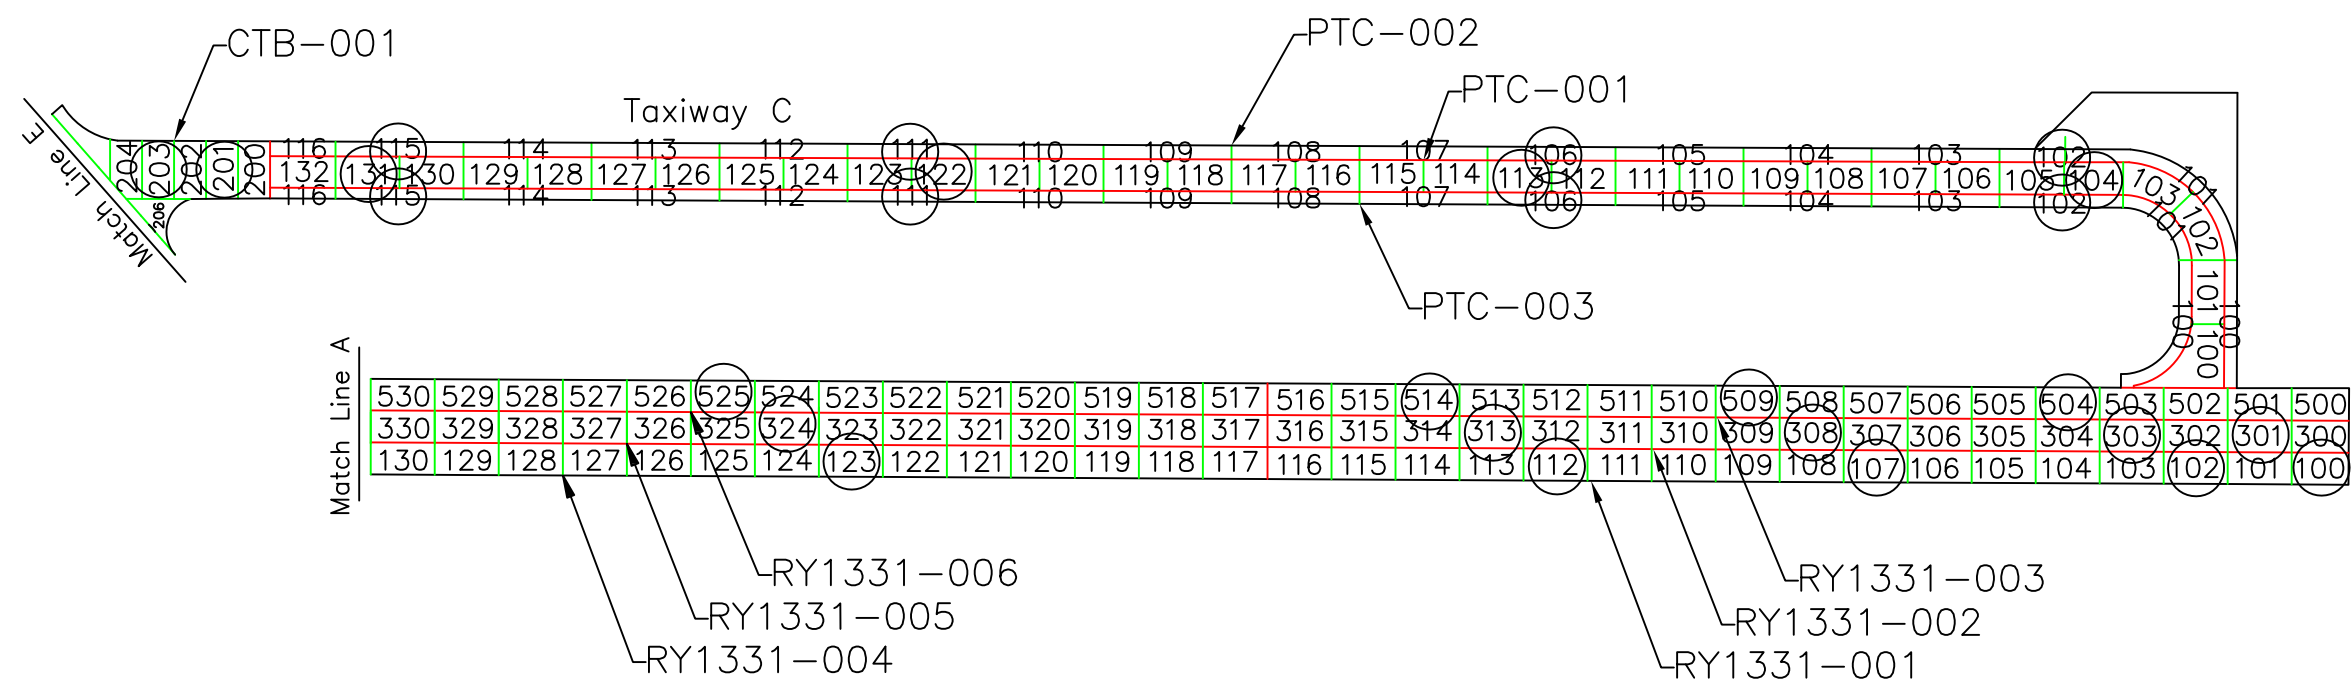 CTB-001
PTC-002
PTC-001
Taxiway C
Match Line E
204 203 202 201 200
206
116 115 114 113 112 111 110 109 108 107 106 105 104 103 102 101 100
132 131 130 129 128 127 126 125 124 123 122 121 120 119 118 117 116 115 114 113 112 111 110 109 108 107 106 105 104 103 102 101 100
116 115 114 113 112 111 110 109 108 107 106 105 104 103 102 101 100
PTC-003
Match Line A
530 529 528 527 526 525 524 523 522 521 520 519 518 517 516 515 514 513 512 511 510 509 508 507 506 505 504 503 502 501 500
330 329 328 327 326 325 324 323 322 321 320 319 318 317 316 315 314 313 312 311 310 309 308 307 306 305 304 303 302 301 300
130 129 128 127 126 125 124 123 122 121 120 119 118 117 116 115 114 113 112 111 110 109 108 107 106 105 104 103 102 101 100
RY1331-006
RY1331-005
RY1331-004
RY1331-003
RY1331-002
RY1331-001